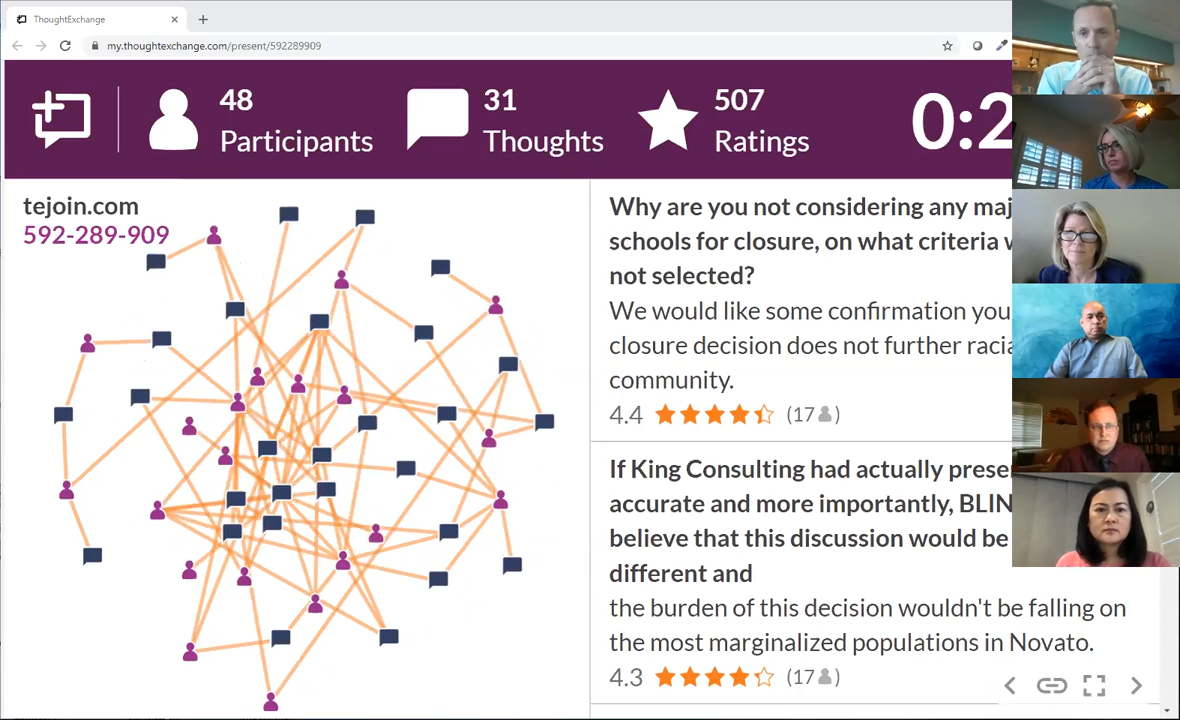 ThoughtExchange
my.thoughtexchange.com/present/592289909
48
Participants
31
Thoughts
507
Ratings
0:2
tejoin.com
592-289-909
Why are you not considering any maj
schools for closure, on what criteria w
not selected?
We would like some confirmation you
closure decision does not further racia
community.
4.4 (17)
If King Consulting had actually prese
accurate and more importantly, BLIN
believe that this discussion would be
different and
the burden of this decision wouldn't be falling on
the most marginalized populations in Novato.
4.3 (17)